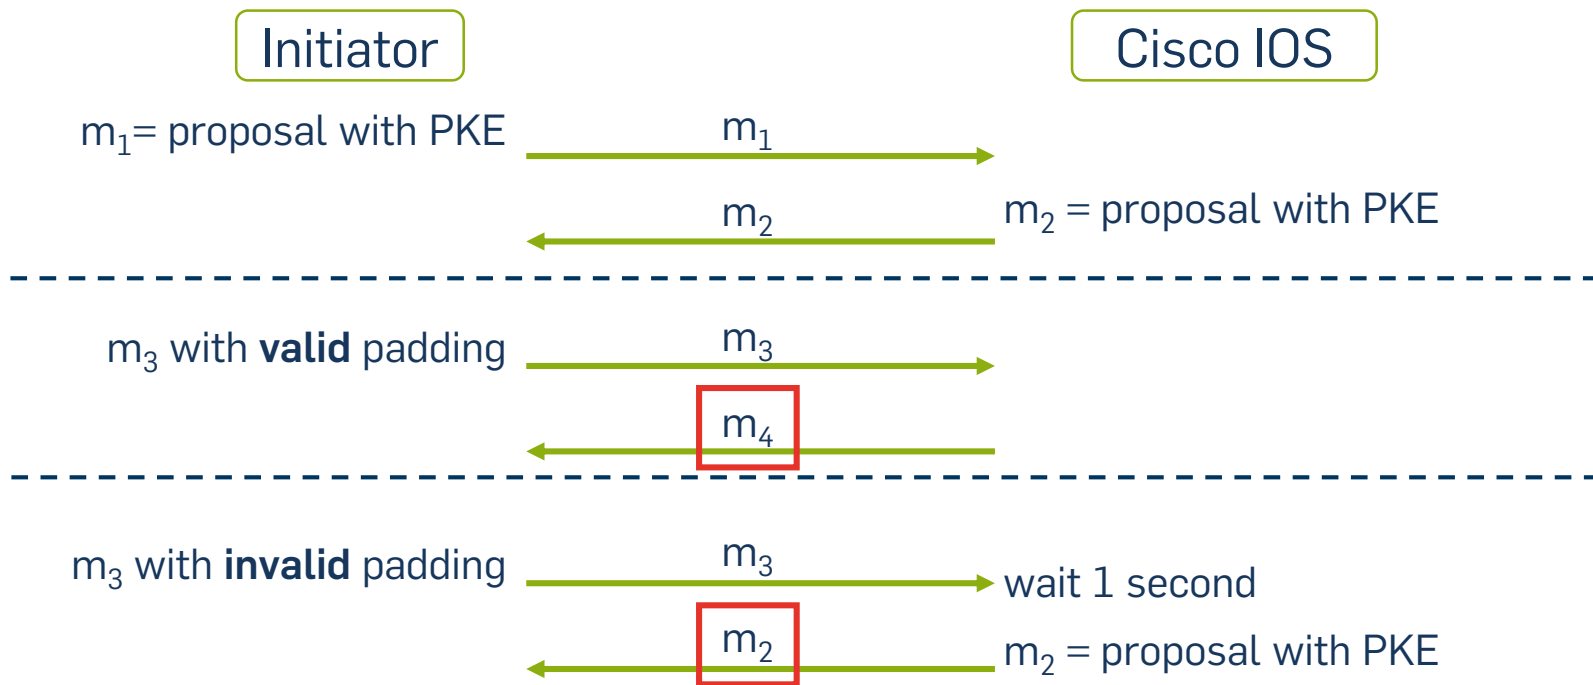 Initiator
Cisco IOS
m₁= proposal with PKE
m₁
m₂
m₂ = proposal with PKE
m₃ with valid padding
m₃
m₄
m₃ with invalid padding
m₃
wait 1 second
m₂
m₂ = proposal with PKE